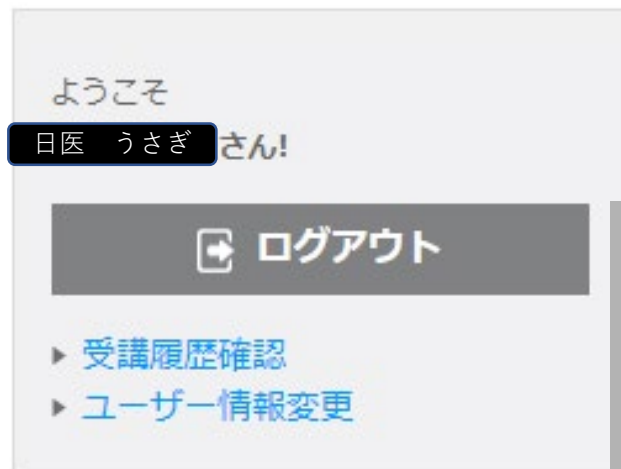 ようこそ
日医　うさぎ さん!
ログアウト
受講履歴確認
ユーザー情報変更